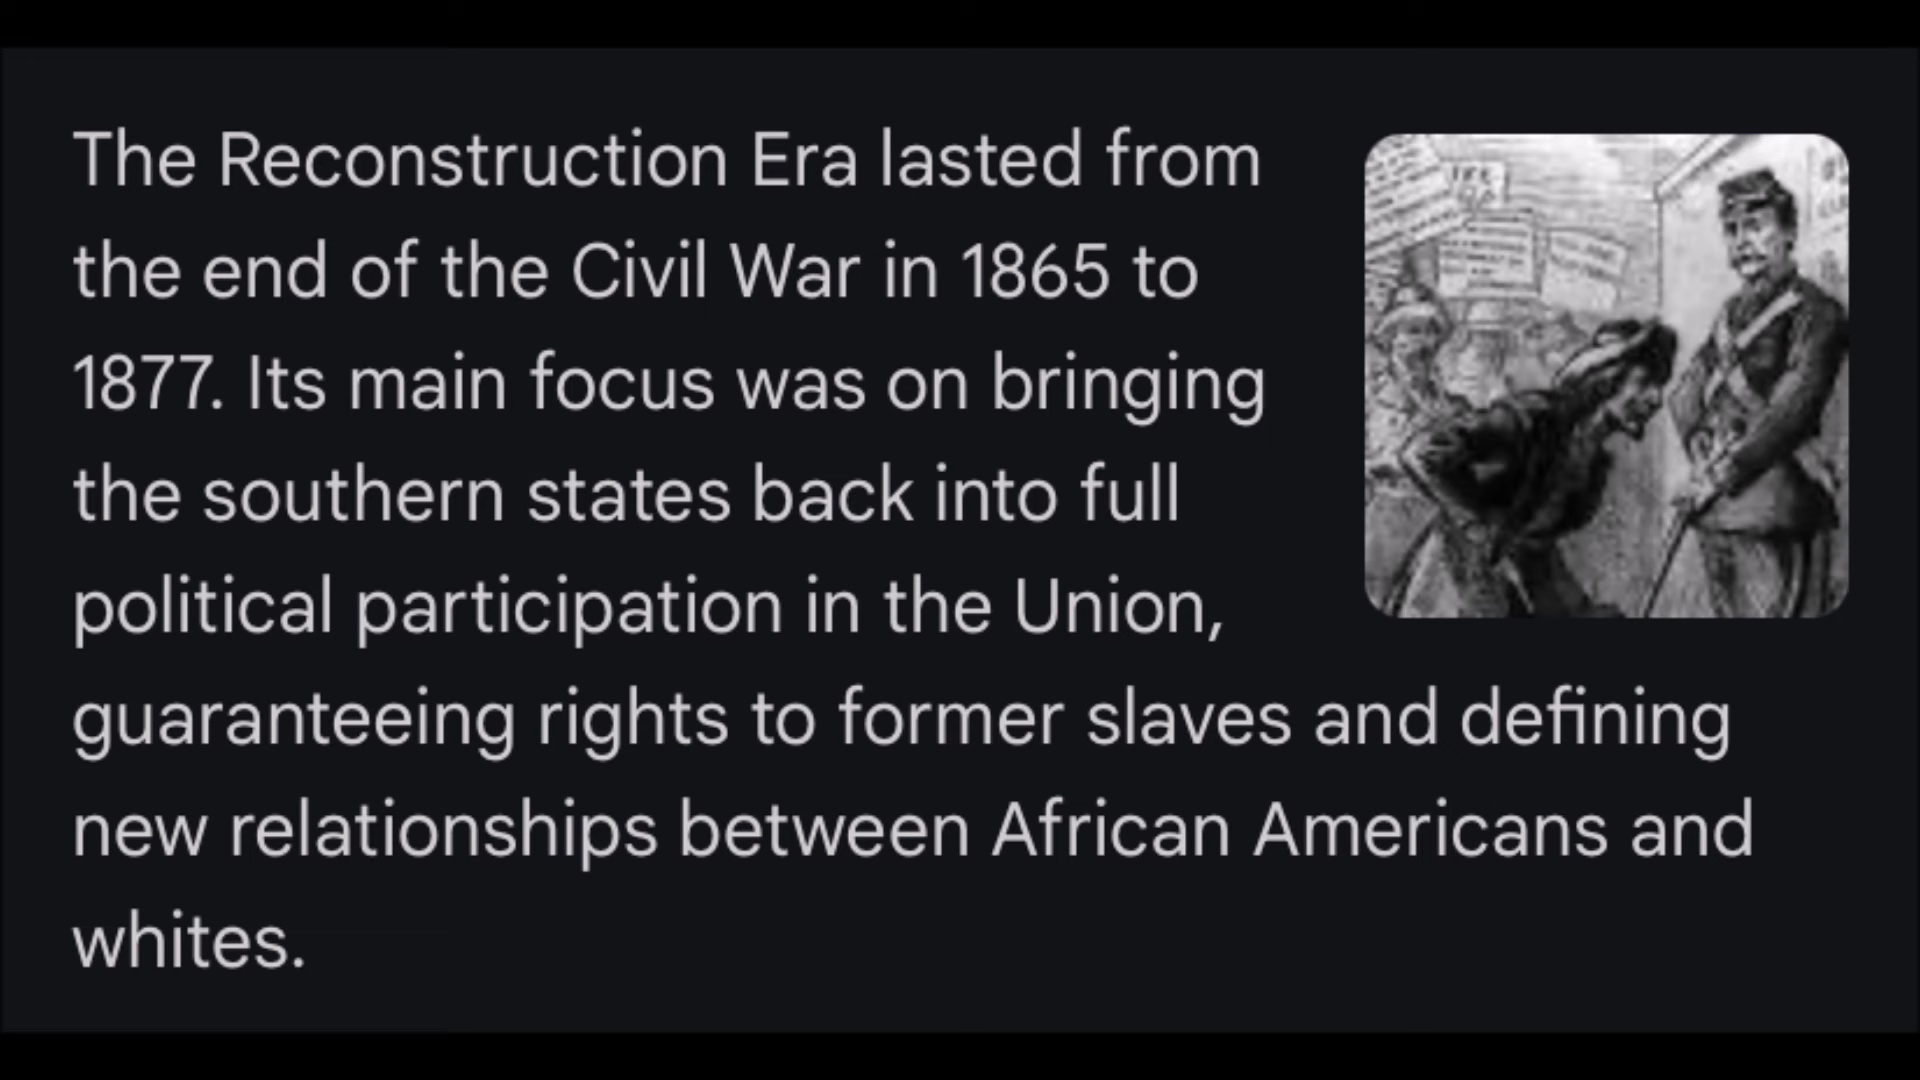 The Reconstruction Era lasted from
the end of the Civil War in 1865 to
1877. Its main focus was on bringing
the southern states back into full
political participation in the Union,
guaranteeing rights to former slaves and defining
new relationships between African Americans and
whites.